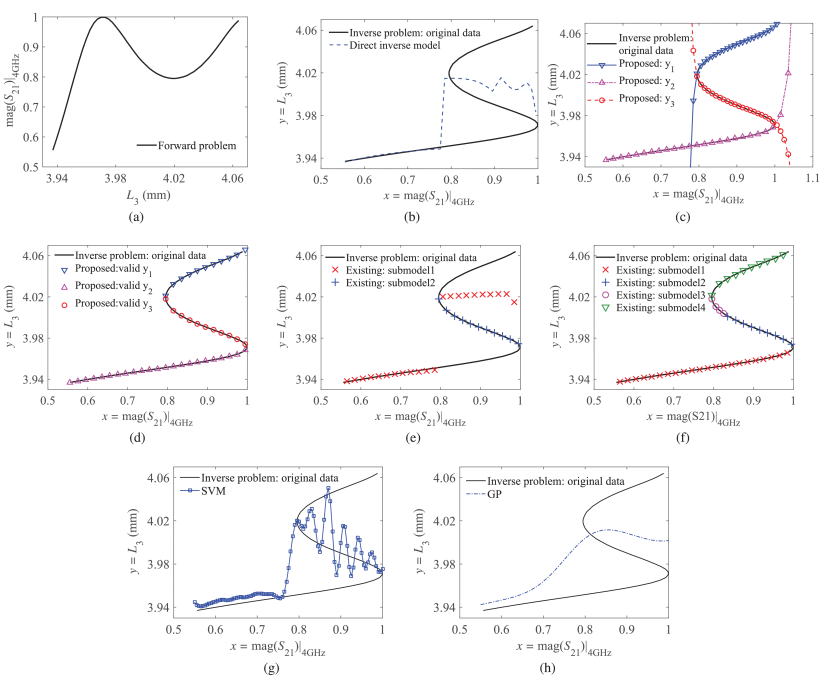 1
0.9
0.8
0.7
0.6
0.5
mag(S21)|4GHz
Forward problem
3.94 3.98 4.02 4.06
L3 (mm)
(a)
Inverse problem: original data
Direct inverse model
4.06
4.02
3.98
3.94
y = L3 (mm)
0.5 0.6 0.7 0.8 0.9 1
x = mag(S21)|4GHz
(b)
Inverse problem:
original data
Proposed: y1
Proposed: y2
Proposed: y3
4.06
4.02
3.98
3.94
y = L3 (mm)
0.5 0.6 0.7 0.8 0.9 1 1.1
x = mag(S21)|4GHz
(c)
Inverse problem: original data
Proposed:valid y1
Proposed:valid y2
Proposed:valid y3
4.06
4.02
3.98
3.94
y = L3 (mm)
0.5 0.6 0.7 0.8 0.9 1
x = mag(S21)|4GHz
(d)
Inverse problem: original data
Existing: submodel1
Existing: submodel2
4.06
4.02
3.98
3.94
y = L3 (mm)
0.5 0.6 0.7 0.8 0.9 1
x = mag(S21)|4GHz
(e)
Inverse problem: original data
Existing: submodel1
Existing: submodel2
Existing: submodel3
Existing: submodel4
4.06
4.02
3.98
3.94
y = L3 (mm)
0.5 0.6 0.7 0.8 0.9 1
x = mag(S21)|4GHz
(f)
Inverse problem: original data
SVM
4.06
4.02
3.98
3.94
y = L3 (mm)
0.5 0.6 0.7 0.8 0.9 1
x = mag(S21)|4GHz
(g)
Inverse problem: original data
GP
4.06
4.02
3.98
3.94
y = L3 (mm)
0.5 0.6 0.7 0.8 0.9 1
x = mag(S21)|4GHz
(h)